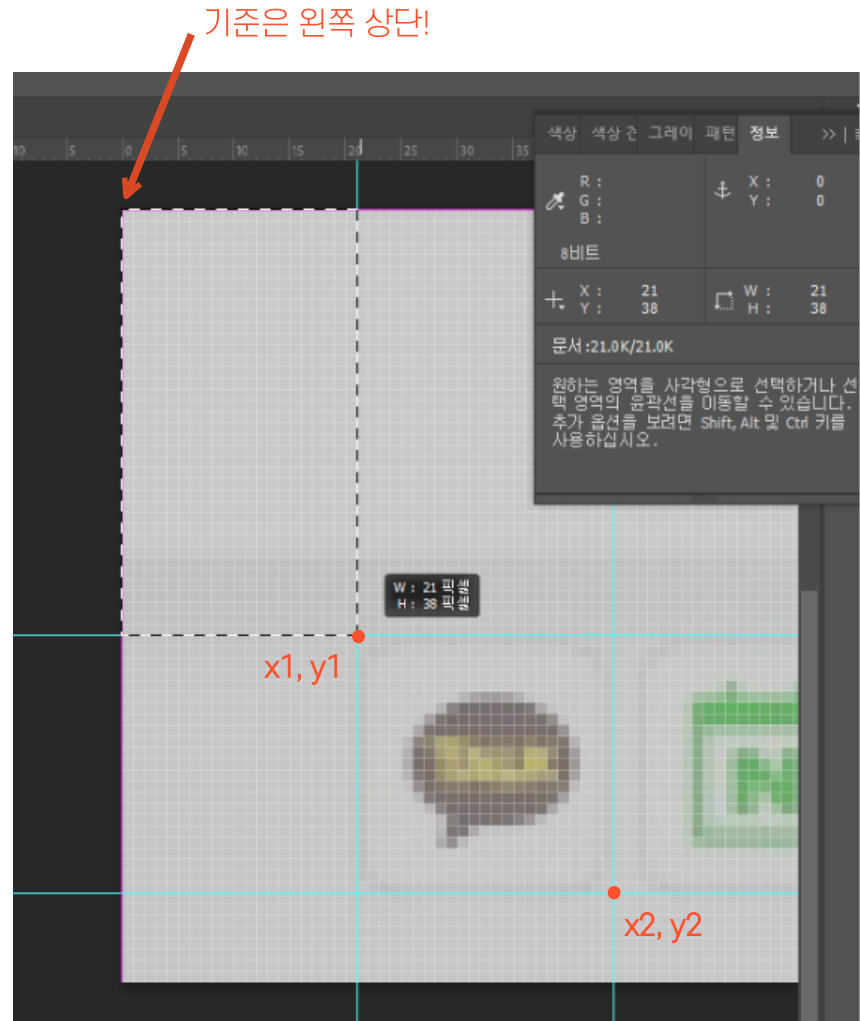 기준은 왼쪽 상단!
색상 색상 견 그레이 패턴 정보
10 5 0 5 10 15 20 25 30 35
R :
G :
B :
X : 0
Y : 0
8비트
X : 21
Y : 38
W : 21
H : 38
문서:21.0K/21.0K
원하는 영역을 사각형으로 선택하거나 선
택 영역의 윤곽선을 이동할 수 있습니다.
추가 옵션을 보려면 Shift, Alt 및 Ctrl 키를
사용하십시오.
W : 21 픽셀
H : 38 픽셀
x1, y1
N
x2, y2